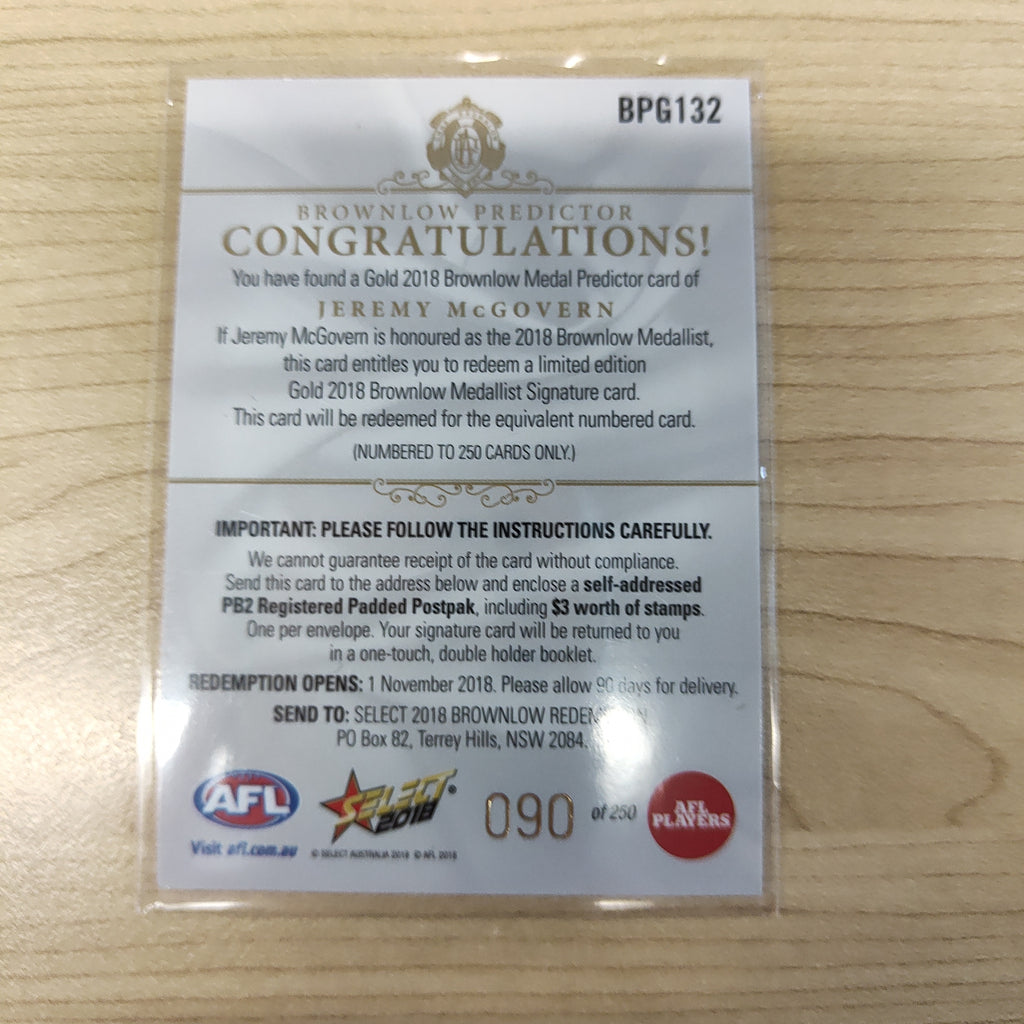 BPG132
BROWNLOW PREDICTOR
CONGRATULATIONS!
You have found a Gold 2018 Brownlow Medal Predictor card of
JEREMY McGOVERN
If Jeremy McGovern is honoured as the 2018 Brownlow Medallist,
this card entitles you to redeem a limited edition
Gold 2018 Brownlow Medallist Signature card.
This card will be redeemed for the equivalent numbered card.
(NUMBERED TO 250 CARDS ONLY.)
IMPORTANT: PLEASE FOLLOW THE INSTRUCTIONS CAREFULLY.
We cannot guarantee receipt of the card without compliance.
Send this card to the address below and enclose a self-addressed
PB2 Registered Padded Postpak, including $3 worth of stamps.
One per envelope. Your signature card will be returned to you
in a one-touch, double holder booklet.
REDEMPTION OPENS: 1 November 2018. Please allow 90 days for delivery.
SEND TO: SELECT 2018 BROWNLOW
PO Box 82, Terrey Hills, NSW 2084.
AFL
SELECT 2018
090 of 250
AFL PLAYERS
Visit afl.com.au
© SELECT AUSTRALIA 2018 © AFL 2018